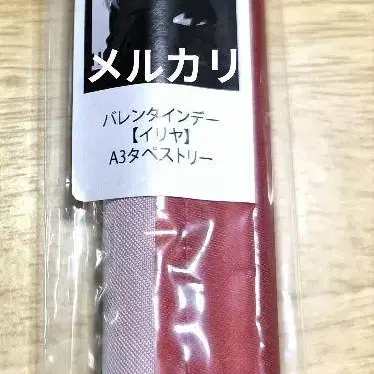 メルカリ
バレンタインデー
【イリヤ】
A3タペストリー